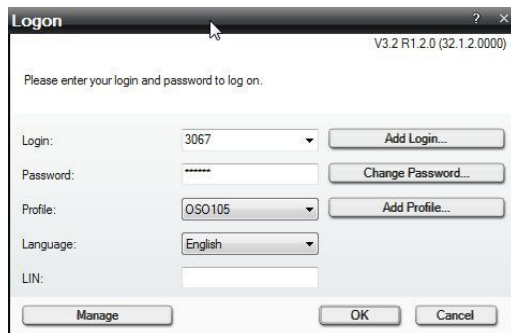 Logon
V3.2 R1.2.0 (32.1.2.0000)
Please enter your login and password to log on.
Login: 3067 Add Login...
Password: ****** Change Password...
Profile: OSO105 Add Profile...
Language: English
LIN:
Manage OK Cancel